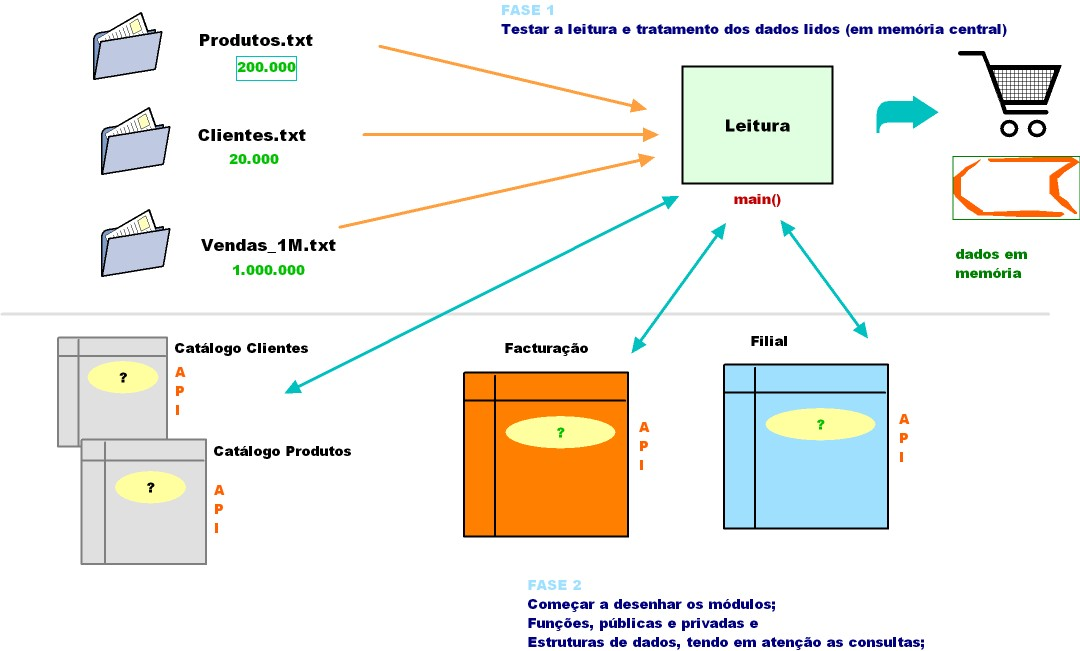 FASE 1
Testar a leitura e tratamento dos dados lidos (em memória central)
Produtos.txt
200.000
Clientes.txt
20.000
Vendas_1M.txt
1.000.000
Leitura
main()
dados em
memória
Catálogo Clientes
?
A
P
I
Catálogo Produtos
?
A
P
I
Facturação
?
A
P
I
Filial
?
A
P
I
FASE 2
Começar a desenhar os módulos;
Funções, públicas e privadas e
Estruturas de dados, tendo em atenção as consultas;